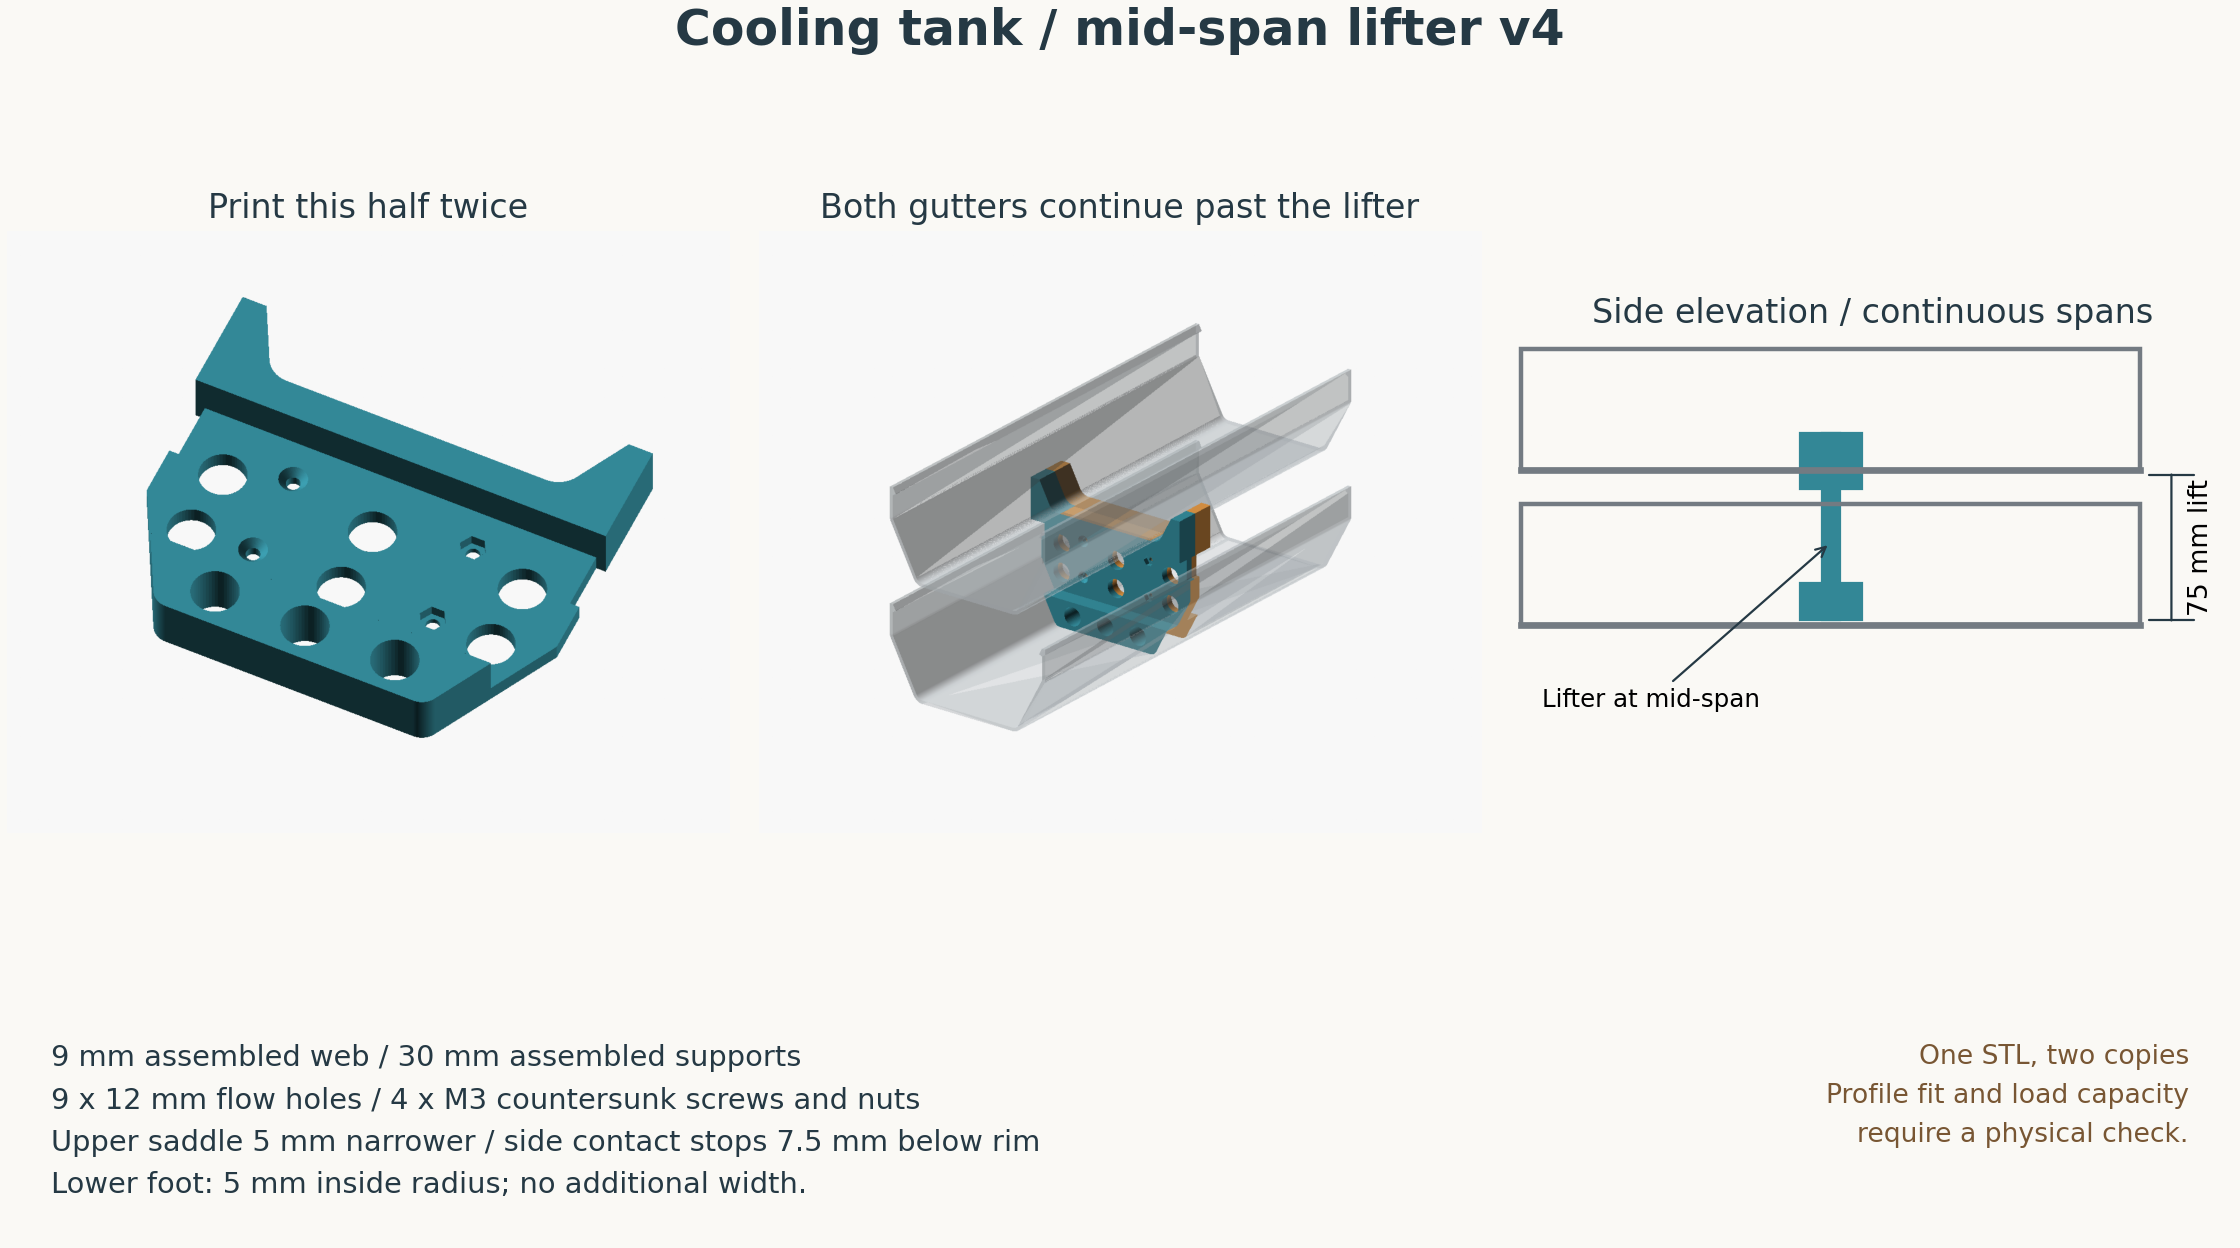 Cooling tank / mid-span lifter v4
Print this half twice
Both gutters continue past the lifter
Side elevation / continuous spans
75 mm lift
Lifter at mid-span
9 mm assembled web / 30 mm assembled supports
9 x 12 mm flow holes / 4 x M3 countersunk screws and nuts
Upper saddle 5 mm narrower / side contact stops 7.5 mm below rim
Lower foot: 5 mm inside radius; no additional width.
One STL, two copies
Profile fit and load capacity
require a physical check.